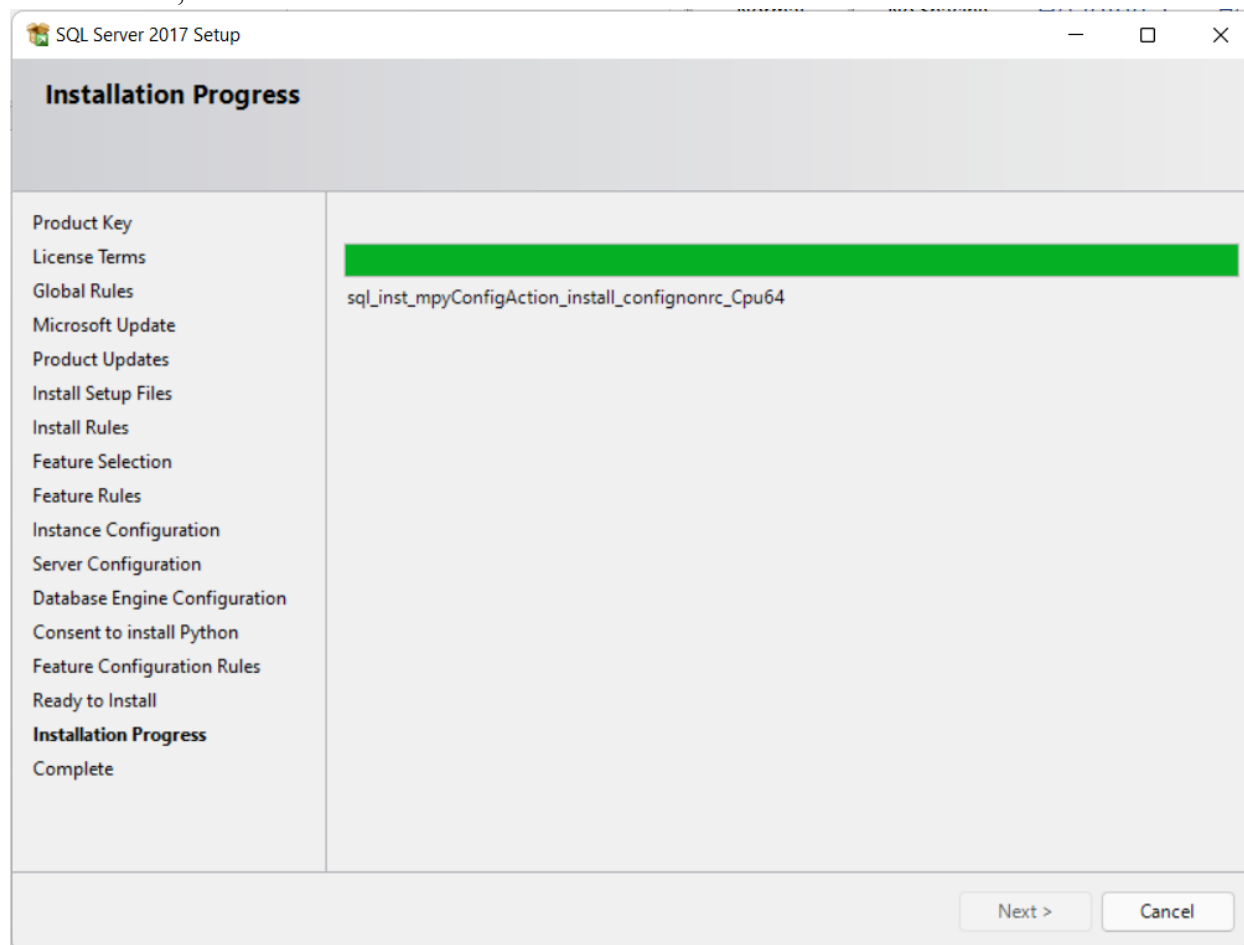 SQL Server 2017 Setup
Installation Progress
Product Key
License Terms
Global Rules
Microsoft Update
Product Updates
Install Setup Files
Install Rules
Feature Selection
Feature Rules
Instance Configuration
Server Configuration
Database Engine Configuration
Consent to install Python
Feature Configuration Rules
Ready to Install
Installation Progress
Complete
sql_inst_mpyConfigAction_install_confignonrc_Cpu64
Next >
Cancel